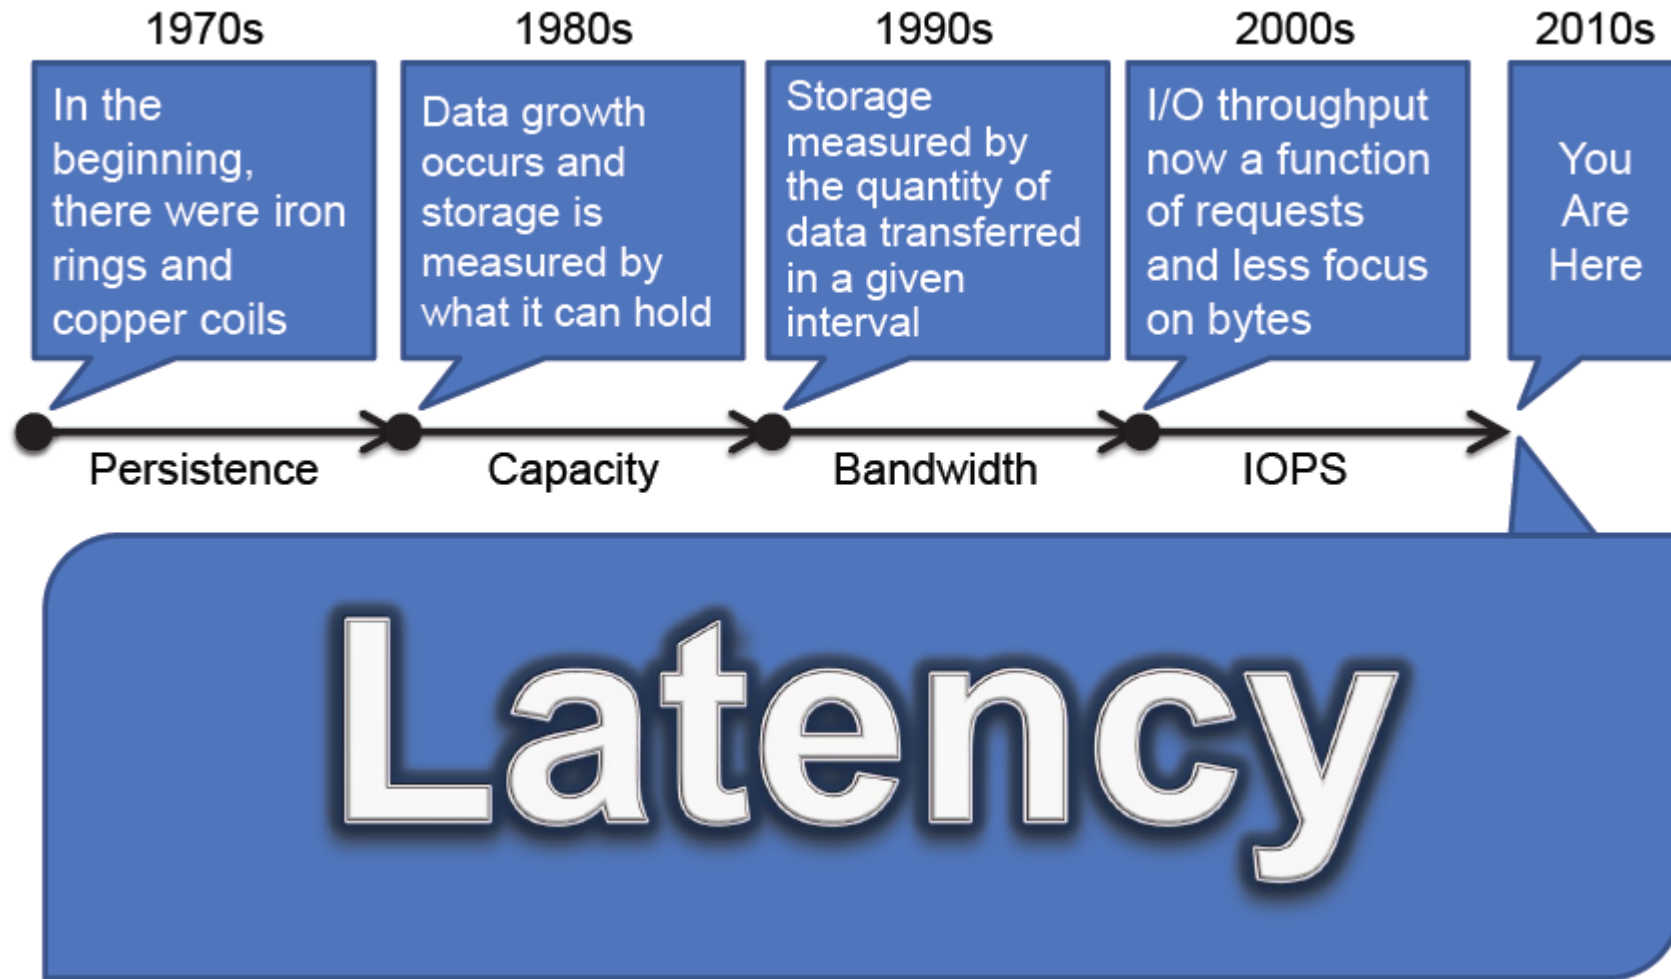 1970s
In the
beginning,
there were iron
rings and
copper coils
1980s
Data growth
occurs and
storage is
measured by
what it can hold
1990s
Storage
measured by
the quantity of
data transferred
in a given
interval
2000s
I/O throughput
now a function
of requests
and less focus
on bytes
2010s
You
Are
Here
Persistence
Capacity
Bandwidth
IOPS
Latency